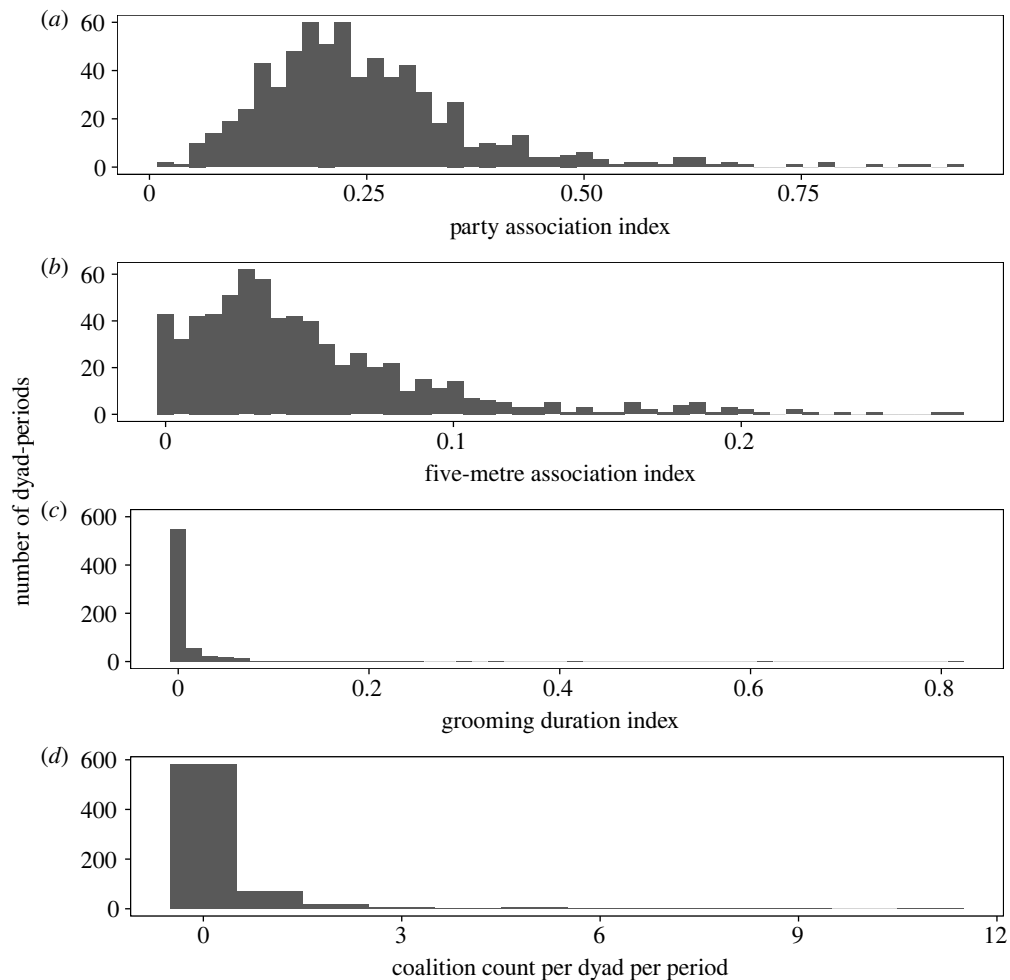 (a)
60
40
20
0
0 0.25 0.50 0.75
party association index
(b)
60
40
20
0
0 0.1 0.2
five-metre association index
number of dyad-periods
(c)
600
400
200
0
0 0.2 0.4 0.6 0.8
grooming duration index
(d)
600
400
200
0
0 3 6 9 12
coalition count per dyad per period